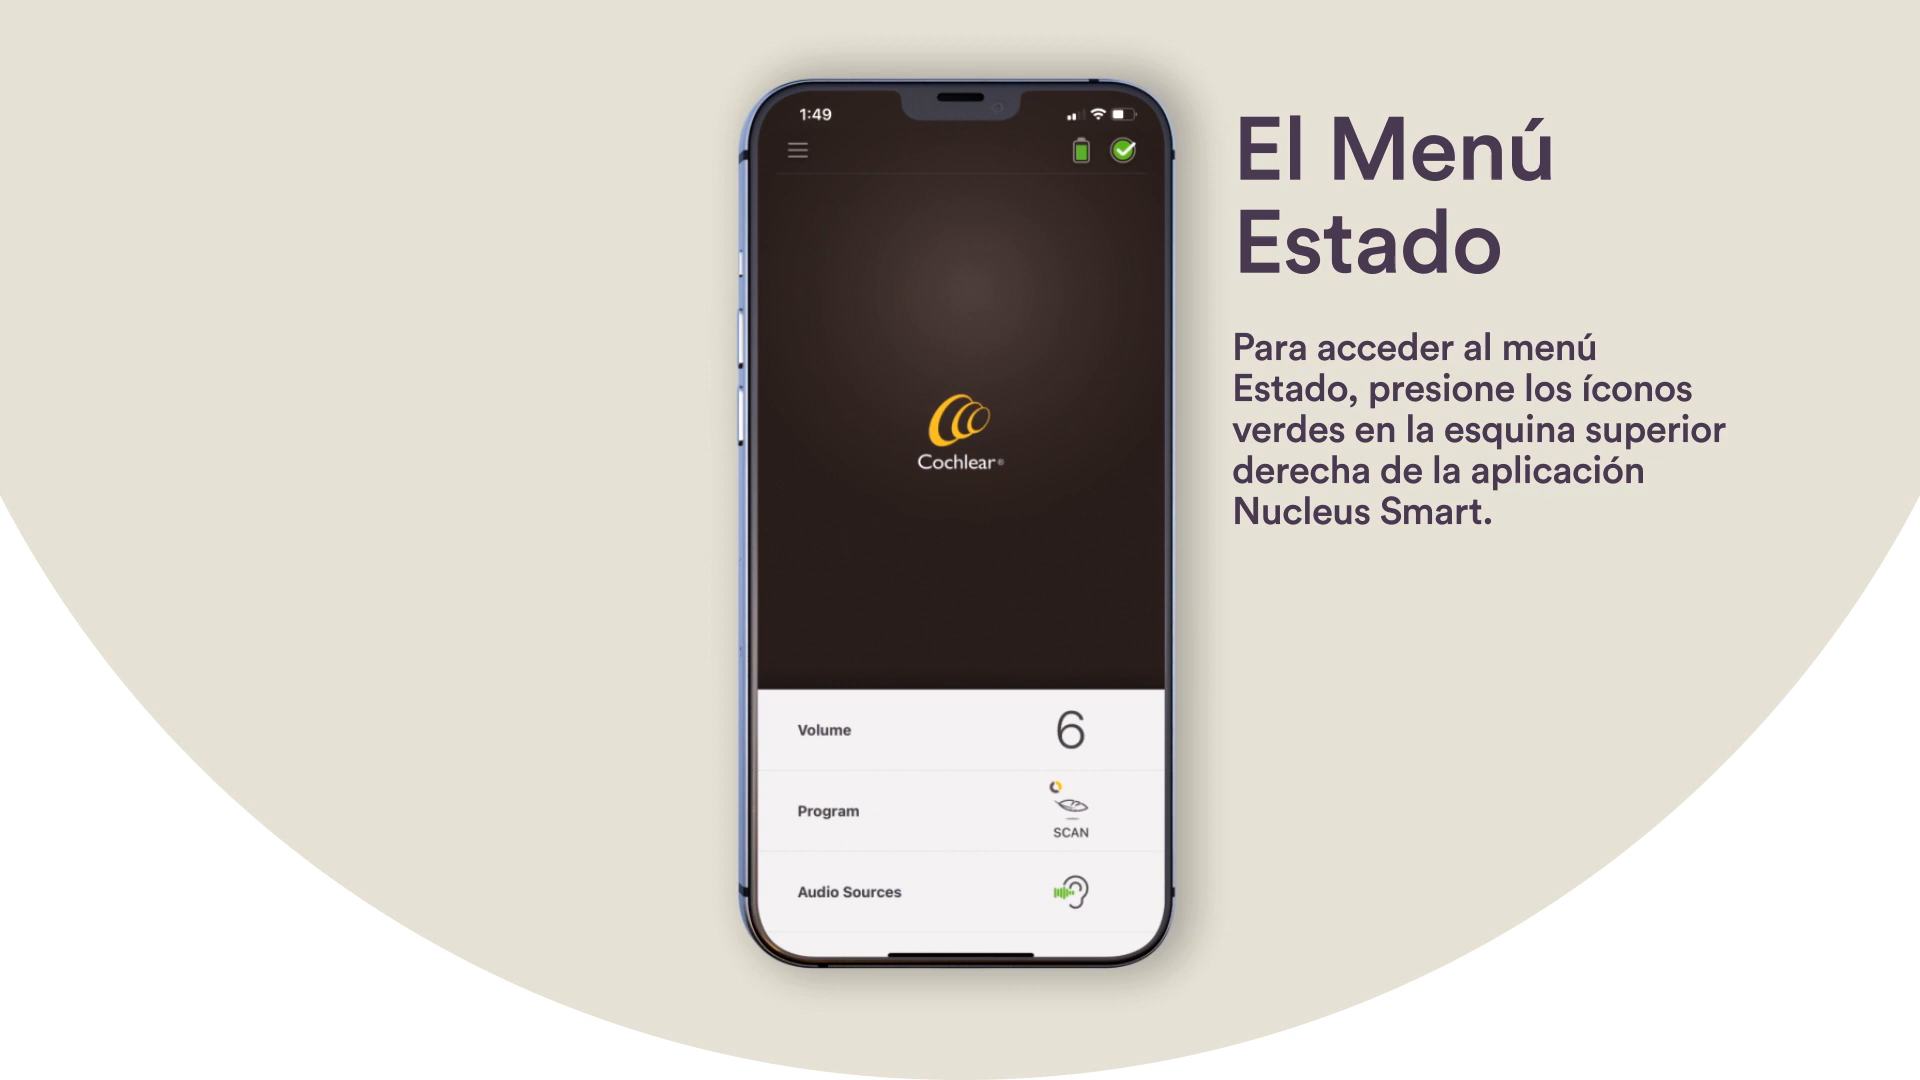 1:49
Cochlear®
Volume
6
Program
SCAN
Audio Sources
El Menú
Estado
Para acceder al menú
Estado, presione los íconos
verdes en la esquina superior
derecha de la aplicación
Nucleus Smart.